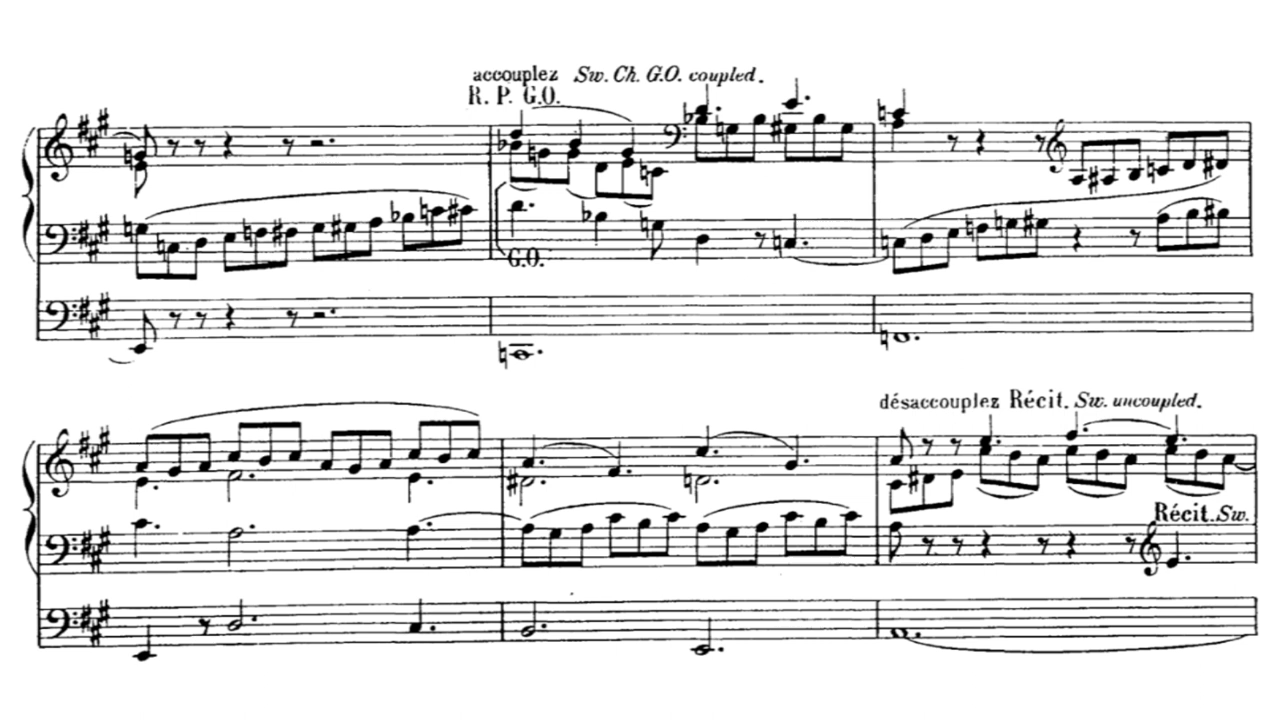 accouplez Sw. Ch. G.O. coupled.
R. P. G.O.
G.O.
désaccouplez Récit. Sw. uncoupled.
Récit. Sw.